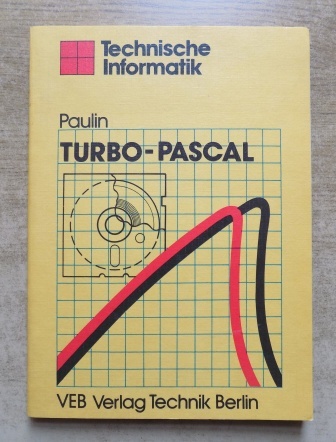 Technische
Informatik
Paulin
TURBO-PASCAL
VEB Verlag Technik Berlin